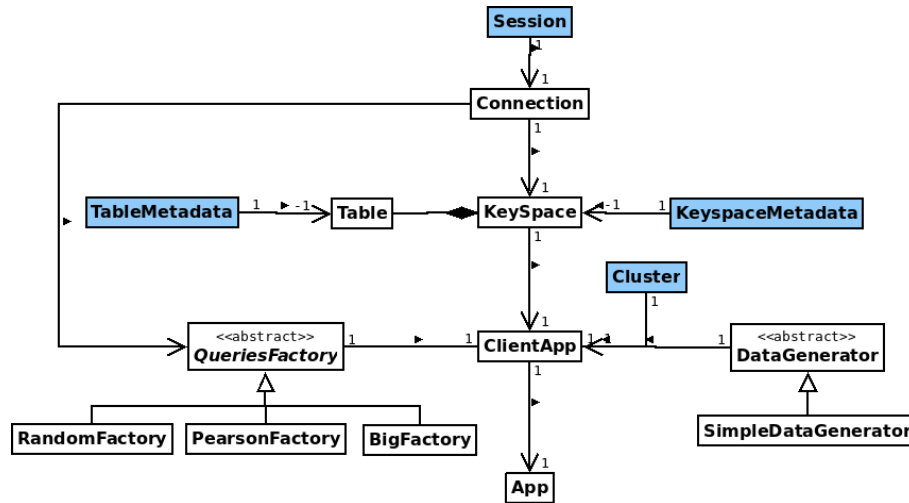 Session
1
1
Connection
1
1
TableMetadata
1
-1
Table
KeySpace
-1
1
KeyspaceMetadata
1
Cluster
1
1
<<abstract>>
QueriesFactory
1
1
ClientApp
1
1
1
<<abstract>>
DataGenerator
1
RandomFactory
PearsonFactory
BigFactory
SimpleDataGenerator
1
App